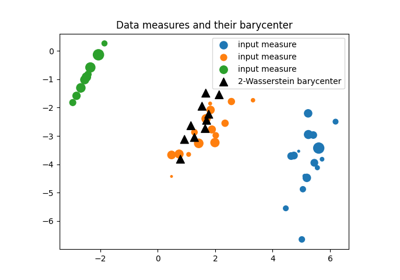 Data measures and their barycenter
input measure
input measure
input measure
2-Wasserstein barycenter
0
−1
−2
−3
−4
−5
−6
−2
0
2
4
6